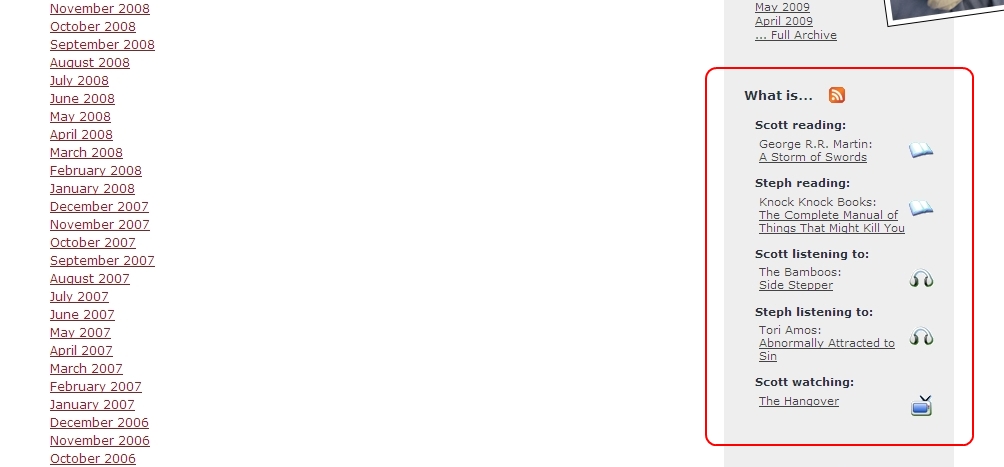 November 2008
October 2008
September 2008
August 2008
July 2008
June 2008
May 2008
April 2008
March 2008
February 2008
January 2008
December 2007
November 2007
October 2007
September 2007
August 2007
July 2007
June 2007
May 2007
April 2007
March 2007
February 2007
January 2007
December 2006
November 2006
October 2006
May 2009
April 2009
... Full Archive
What is...
Scott reading:
George R.R. Martin:
A Storm of Swords
Steph reading:
Knock Knock Books:
The Complete Manual of
Things That Might Kill You
Scott listening to:
The Bamboos:
Side Stepper
Steph listening to:
Tori Amos:
Abnormally Attracted to
Sin
Scott watching:
The Hangover